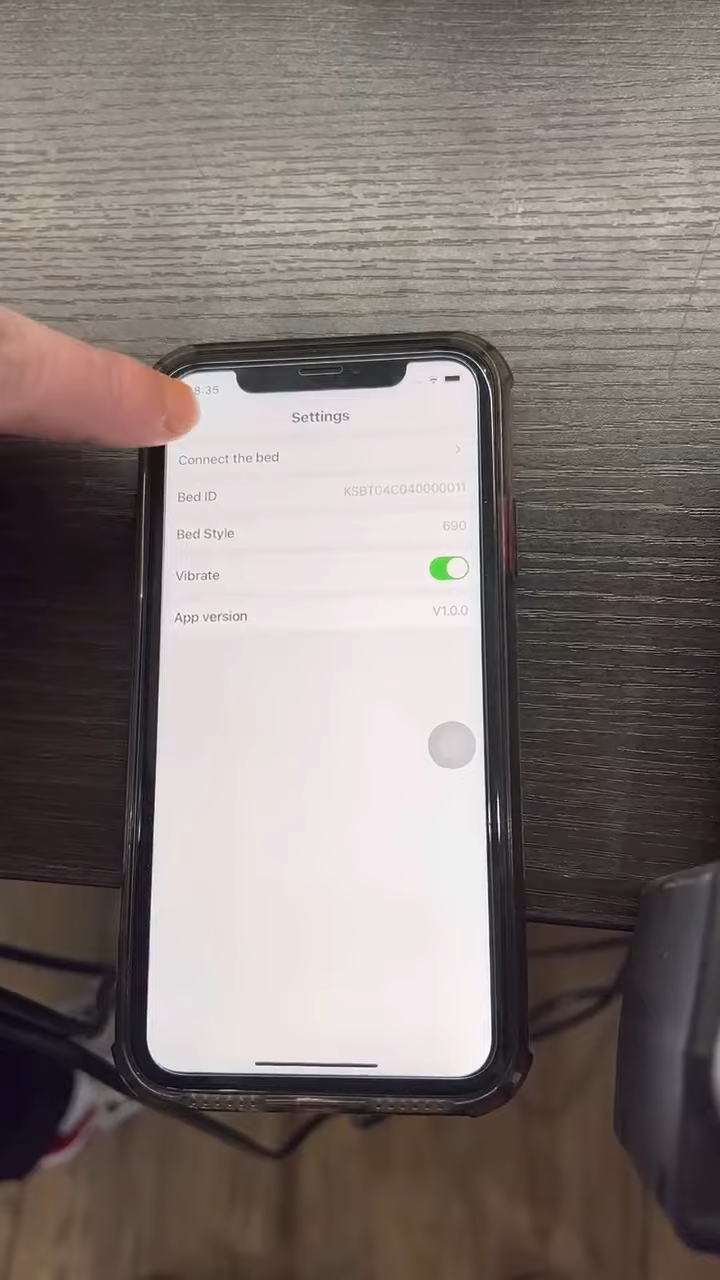 8:35
Settings
Connect the bed
Bed ID KSBT04C040000011
Bed Style 690
Vibrate
App version V1.0.0